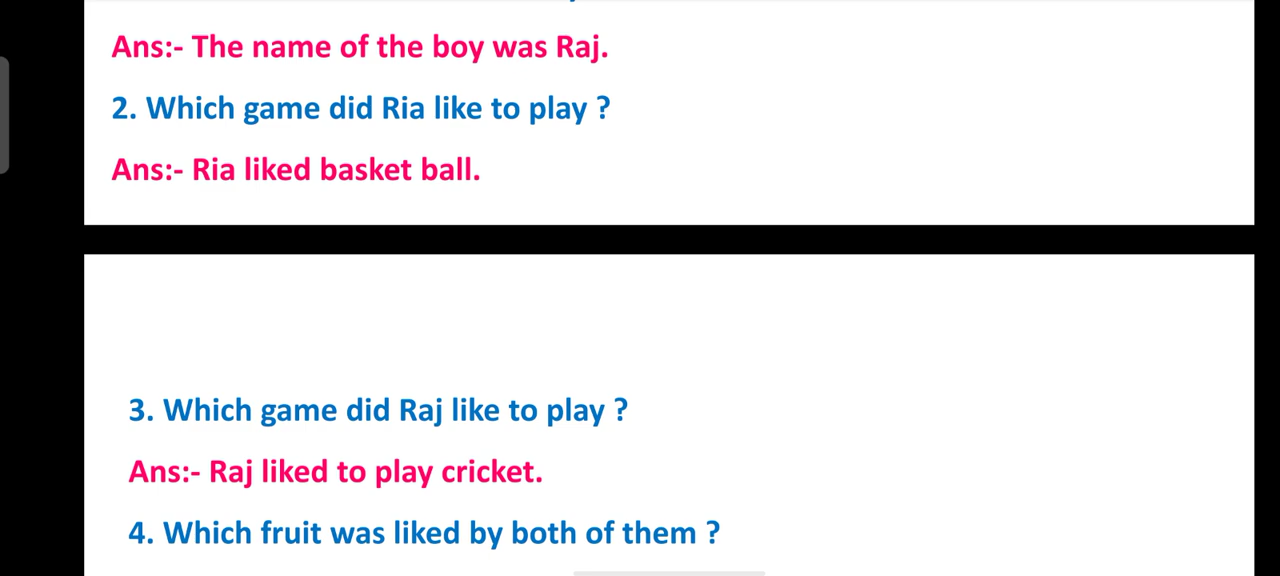 Ans:- The name of the boy was Raj.
2. Which game did Ria like to play ?
Ans:- Ria liked basket ball.
3. Which game did Raj like to play ?
Ans:- Raj liked to play cricket.
4. Which fruit was liked by both of them ?